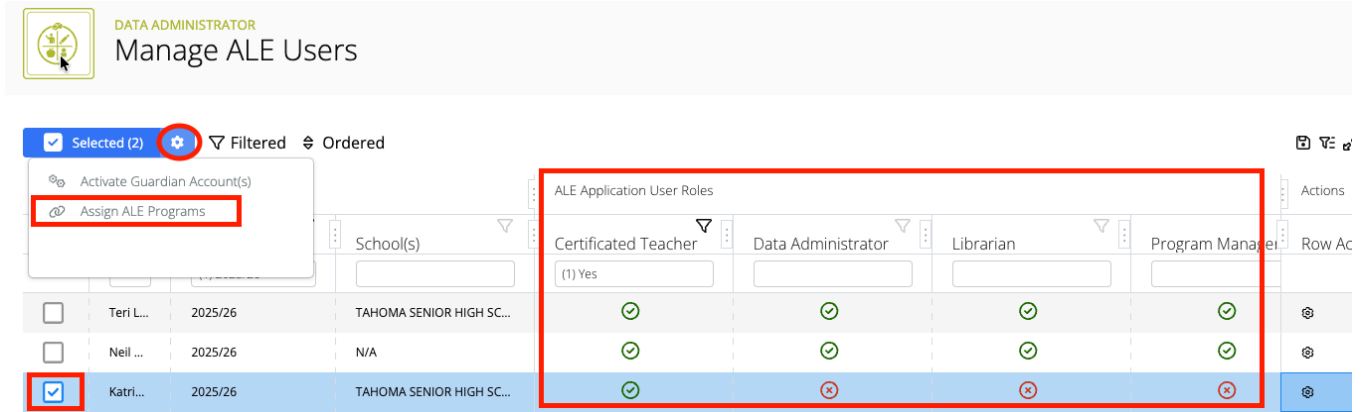 DATA ADMINISTRATOR
Manage ALE Users
Selected (2) Filtered Ordered
Activate Guardian Account(s)
Assign ALE Programs
ALE Application User Roles Actions
School(s) Certificated Teacher Data Administrator Librarian Program Manager Row Ac
(1) Yes
Teri L... 2025/26 TAHOMA SENIOR HIGH SC...
Neil ... 2025/26 N/A
Katri... 2025/26 TAHOMA SENIOR HIGH SC...